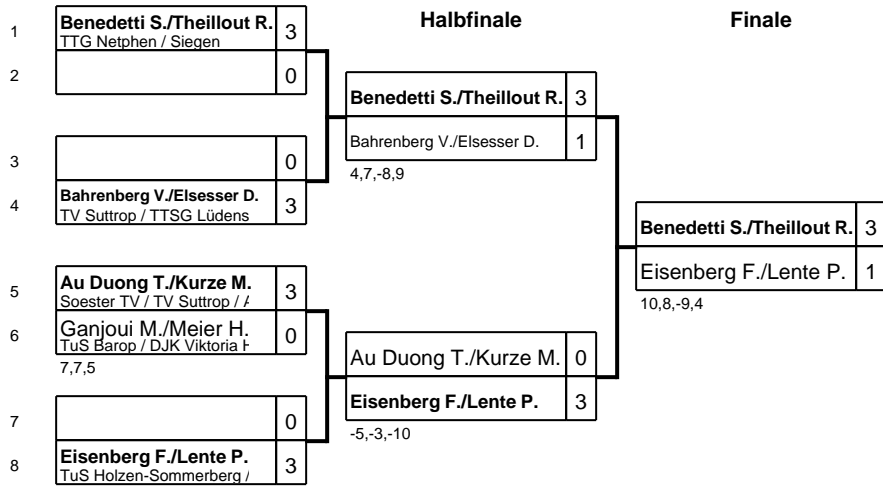 Halbfinale
Finale
1
Benedetti S./Theillout R. 3
TTG Netphen / Siegen
2
0
3
0
4
Bahrenberg V./Elsesser D. 3
TV Suttrop / TTSG Lüdens
5
Au Duong T./Kurze M. 3
Soester TV / TV Suttrop /
6
Ganjoui M./Meier H. 0
TuS Barop / DJK Viktoria
7,7,5
7
0
8
Eisenberg F./Lente P. 3
TuS Holzen-Sommerberg /
Benedetti S./Theillout R. 3
Bahrenberg V./Elsesser D. 1
4,7,-8,9
Au Duong T./Kurze M. 0
Eisenberg F./Lente P. 3
-5,-3,-10
Benedetti S./Theillout R. 3
Eisenberg F./Lente P. 1
10,8,-9,4